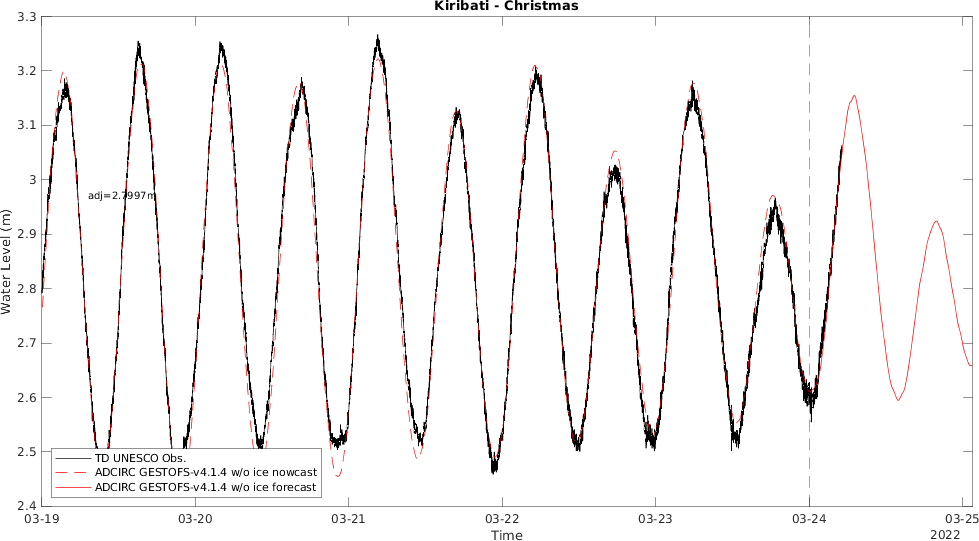 Kiribati - Christmas
3.3
3.2
3.1
3
2.9
2.8
2.7
2.6
2.5
2.4
Water Level (m)
adj=2.7997m
TD UNESCO Obs.
ADCIRC GESTOFS-v4.1.4 w/o ice nowcast
ADCIRC GESTOFS-v4.1.4 w/o ice forecast
03-19
03-20
03-21
03-22
03-23
03-24
03-25
Time
2022